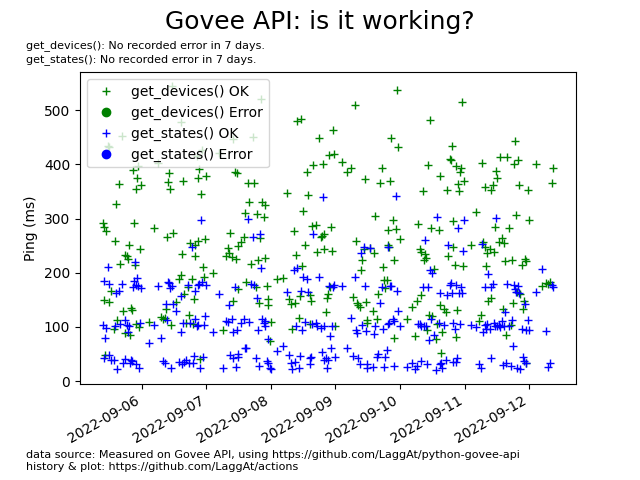 Govee API: is it working?
get_devices(): No recorded error in 7 days.
get_states(): No recorded error in 7 days.
get_devices() OK
get_devices() Error
get_states() OK
get_states() Error
Ping (ms)
500
400
300
200
100
0
2022-09-06
2022-09-07
2022-09-08
2022-09-09
2022-09-10
2022-09-11
2022-09-12
data source: Measured on Govee API, using https://github.com/LaggAt/python-govee-api
history & plot: https://github.com/LaggAt/actions